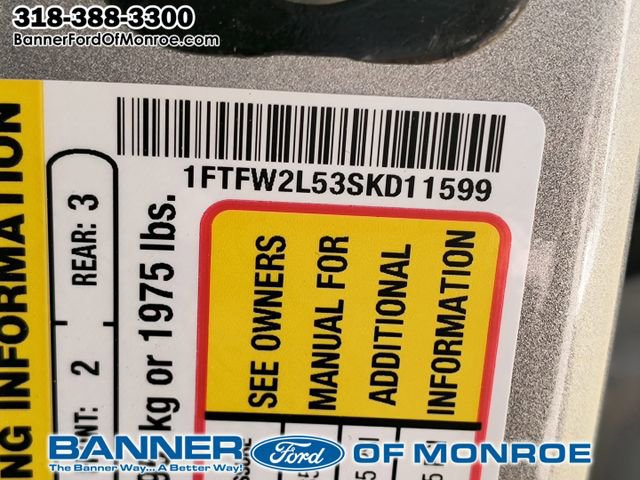 318-388-3300
BannerFordOfMonroe.com
1FTFW2L53SKD11599
REAR: 3
2
kg or 1975 lbs.
SEE OWNERS
MANUAL FOR
ADDITIONAL
INFORMATION
INFORMATION
BANNER Ford OF MONROE
The Banner Way... A Better Way!